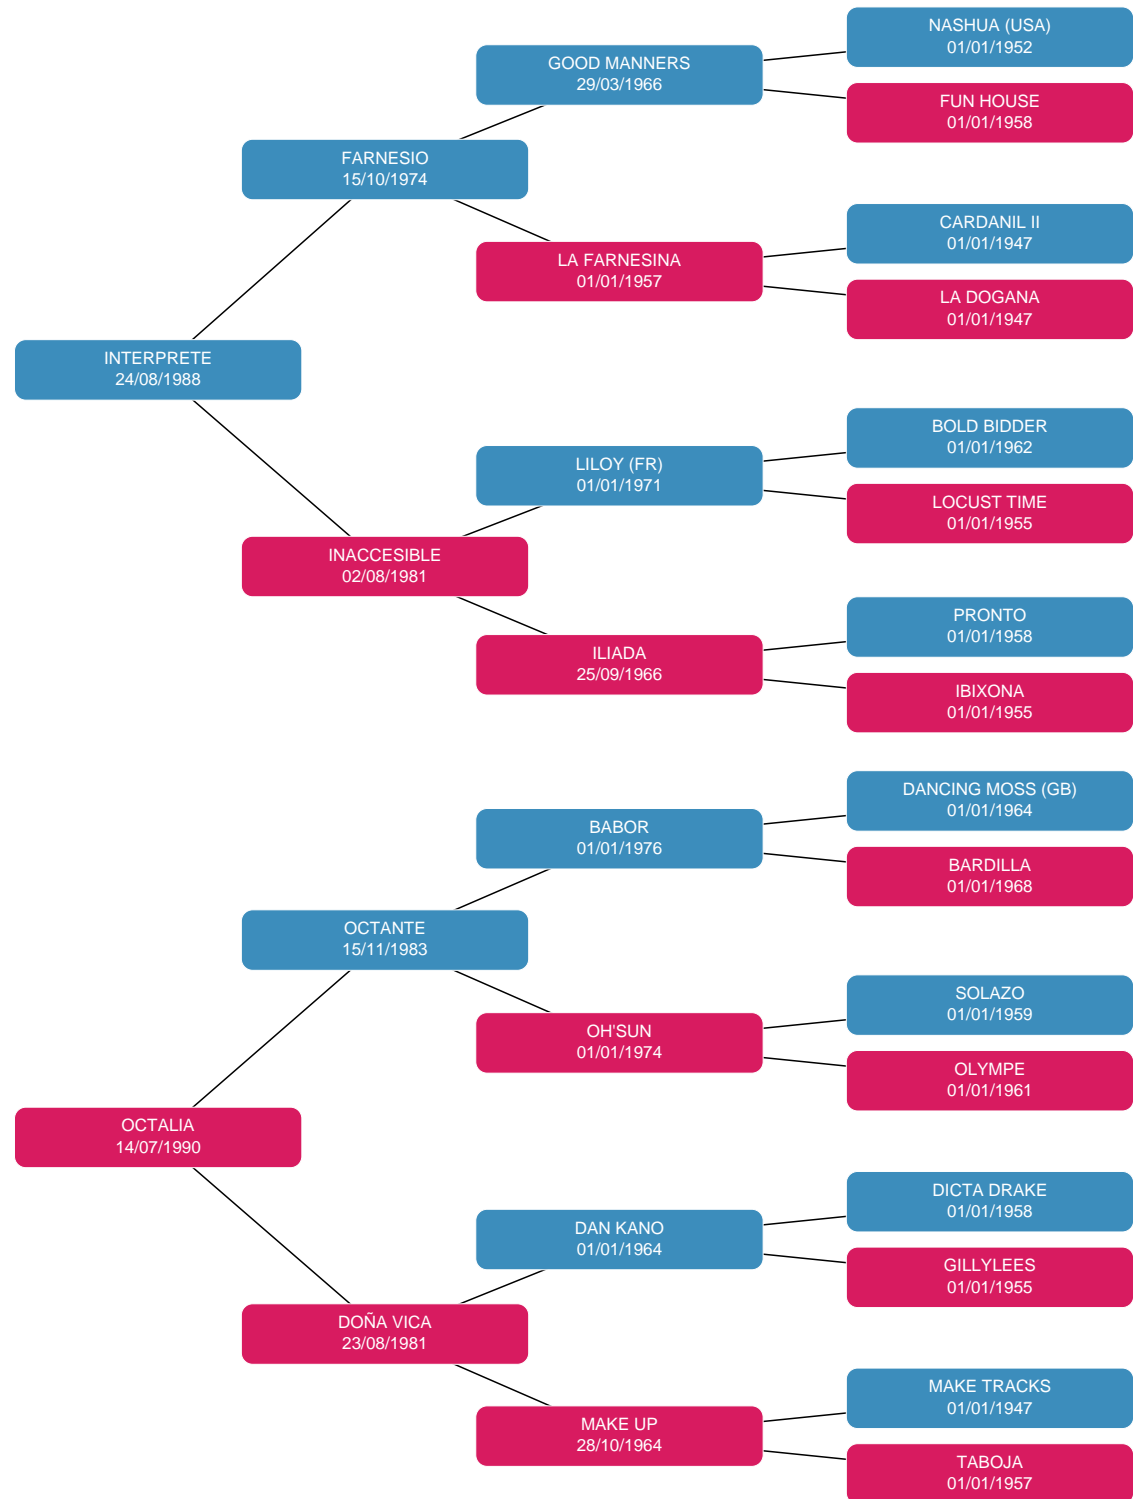 NASHUA (USA)
01/01/1952
GOOD MANNERS
29/03/1966
FUN HOUSE
01/01/1958
FARNESIO
15/10/1974
CARDANIL II
01/01/1947
LA FARNESINA
01/01/1957
LA DOGANA
01/01/1947
INTERPRETE
24/08/1988
BOLD BIDDER
01/01/1962
LILOY (FR)
01/01/1971
LOCUST TIME
01/01/1955
INACCESIBLE
02/08/1981
PRONTO
01/01/1958
ILIADA
25/09/1966
IBIXONA
01/01/1955
DANCING MOSS (GB)
01/01/1964
BABOR
01/01/1976
BARDILLA
01/01/1968
OCTANTE
15/11/1983
SOLAZO
01/01/1959
OH'SUN
01/01/1974
OLYMPE
01/01/1961
OCTALIA
14/07/1990
DICTA DRAKE
01/01/1958
DAN KANO
01/01/1964
GILLYLEES
01/01/1955
DOÑA VICA
23/08/1981
MAKE TRACKS
01/01/1947
MAKE UP
28/10/1964
TABOJA
01/01/1957